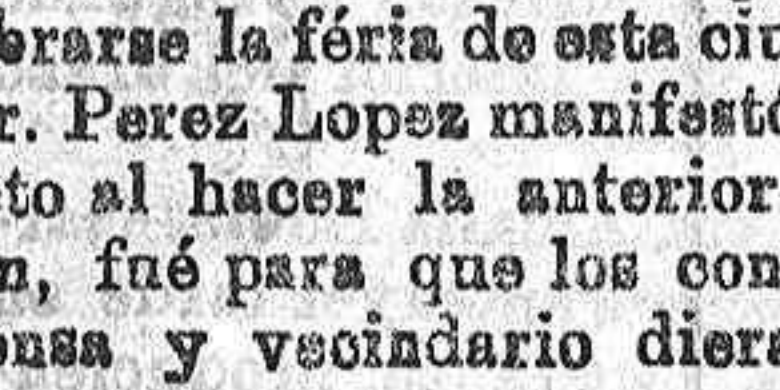 brarse la féria de esta ciu
r. Perez Lopez manifestó
to al hacer la anterior
n, fué para que los con
onsa y vecindario diera